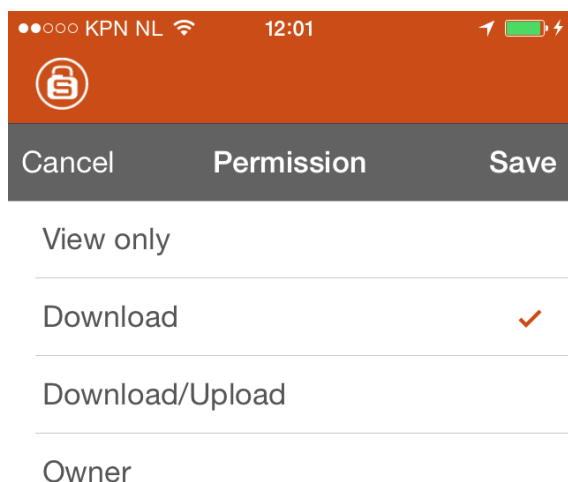 KPN NL 12:01
S
Cancel Permission Save
View only
Download
Download/Upload
Owner